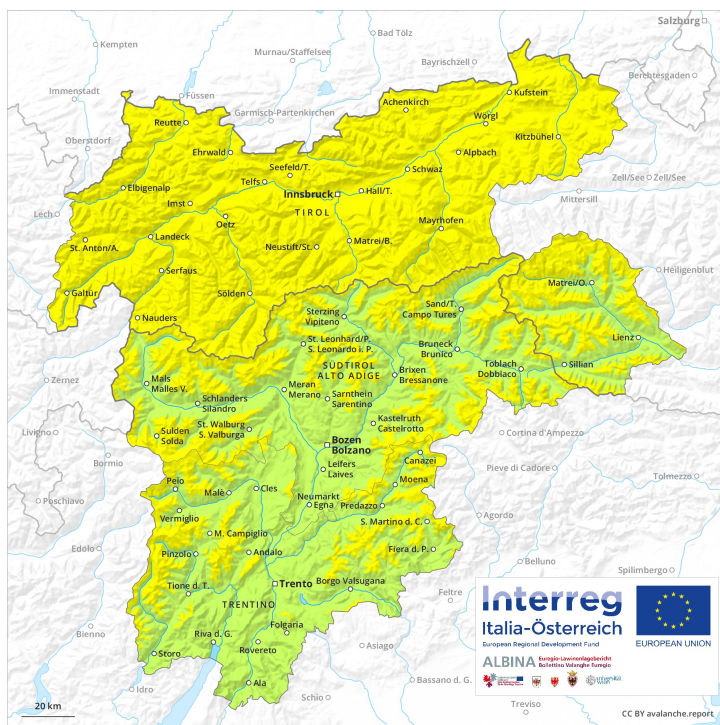 Salzburg
Bad Tölz
Kempten
Murnau/Staffelsee
Bayrischzell
Berchtesgaden
Immenstadt
Füssen
Garmisch-Partenkirchen
Achenkirch
Kufstein
Wörgl
Reutte
Oberstdorf
Kitzbühel
Ehrwald
Seefeld/T.
Alpbach
Schwaz
Telfs
Innsbruck
Hall/T.
Zell/See
Zell/See
Elbigenalp
Mittersill
Imst
TIROL
Lech
Oetz
Mayrhofen
Landeck
Neustift/St.
Matrei/B.
St. Anton/A.
Serfaus
Heiligenblut
Matrei/O.
Galtür
Sölden
Sand/T.
Campo Tures
Nauders
Sterzing
Vipiteno
Lienz
St. Leonhard/P.
S. Leonardo i. P.
Bruneck
Brunico
Toblach
Dobbiaco
Sillian
SÜDTIROL
ALTO ADIGE
Brixen
Bressanone
Mals
Malles V.
Meran
Merano
Zernez
Schlanders
Silandro
Sarnthein
Sarentino
Kastelruth
Castelrotto
St. Walburg
S. Valburga
Livigno
Sulden
Solda
Bozen
Bolzano
Cortina d'Ampezzo
Bormio
Canazei
Leifers
Laives
Pieve di Cadore
Tolmezzo
Peio
Moena
Malè
Cles
Poschiavo
Neumarkt
Egna
Predazzo
Vermiglio
Agordo
S. Martino d. C.
M. Campiglio
Edolo
Pinzolo
Andalo
Fiera d. P.
Belluno
Spilimbergo
Trento
Tione d. T.
Borgo Valsugana
Feltre
TRENTINO
Bienno
Folgaria
Riva d. G.
Rovereto
Asiago
Storo
Idro
Ala
Schio
Bassano d. G.
Treviso
Interreg
Italia-Österreich
European Regional Development Fund
EUROPEAN UNION
ALBINA
Euregio-Lawinenlagebericht
Bollettino Valanghe Euregio
universität
wien
20 km
CC BY avalanche.report